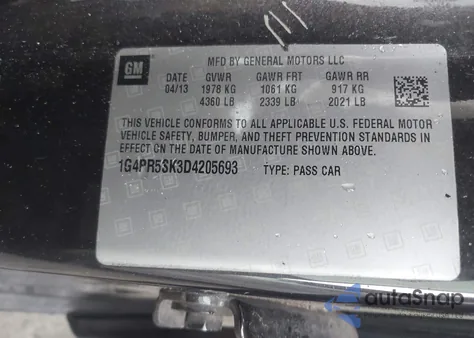 GM
MFD BY GENERAL MOTORS LLC
DATE GVWR GAWR FRT GAWR RR
04/13 1978 KG 1061 KG 917 KG
4360 LB 2339 LB 2021 LB
THIS VEHICLE CONFORMS TO ALL APPLICABLE U.S. FEDERAL MOTOR
VEHICLE SAFETY, BUMPER, AND THEFT PREVENTION STANDARDS IN
EFFECT ON THE DATE OF MANUFACTURE SHOWN ABOVE.
1G4PR5SK3D4205693 TYPE: PASS CAR
autoSnap